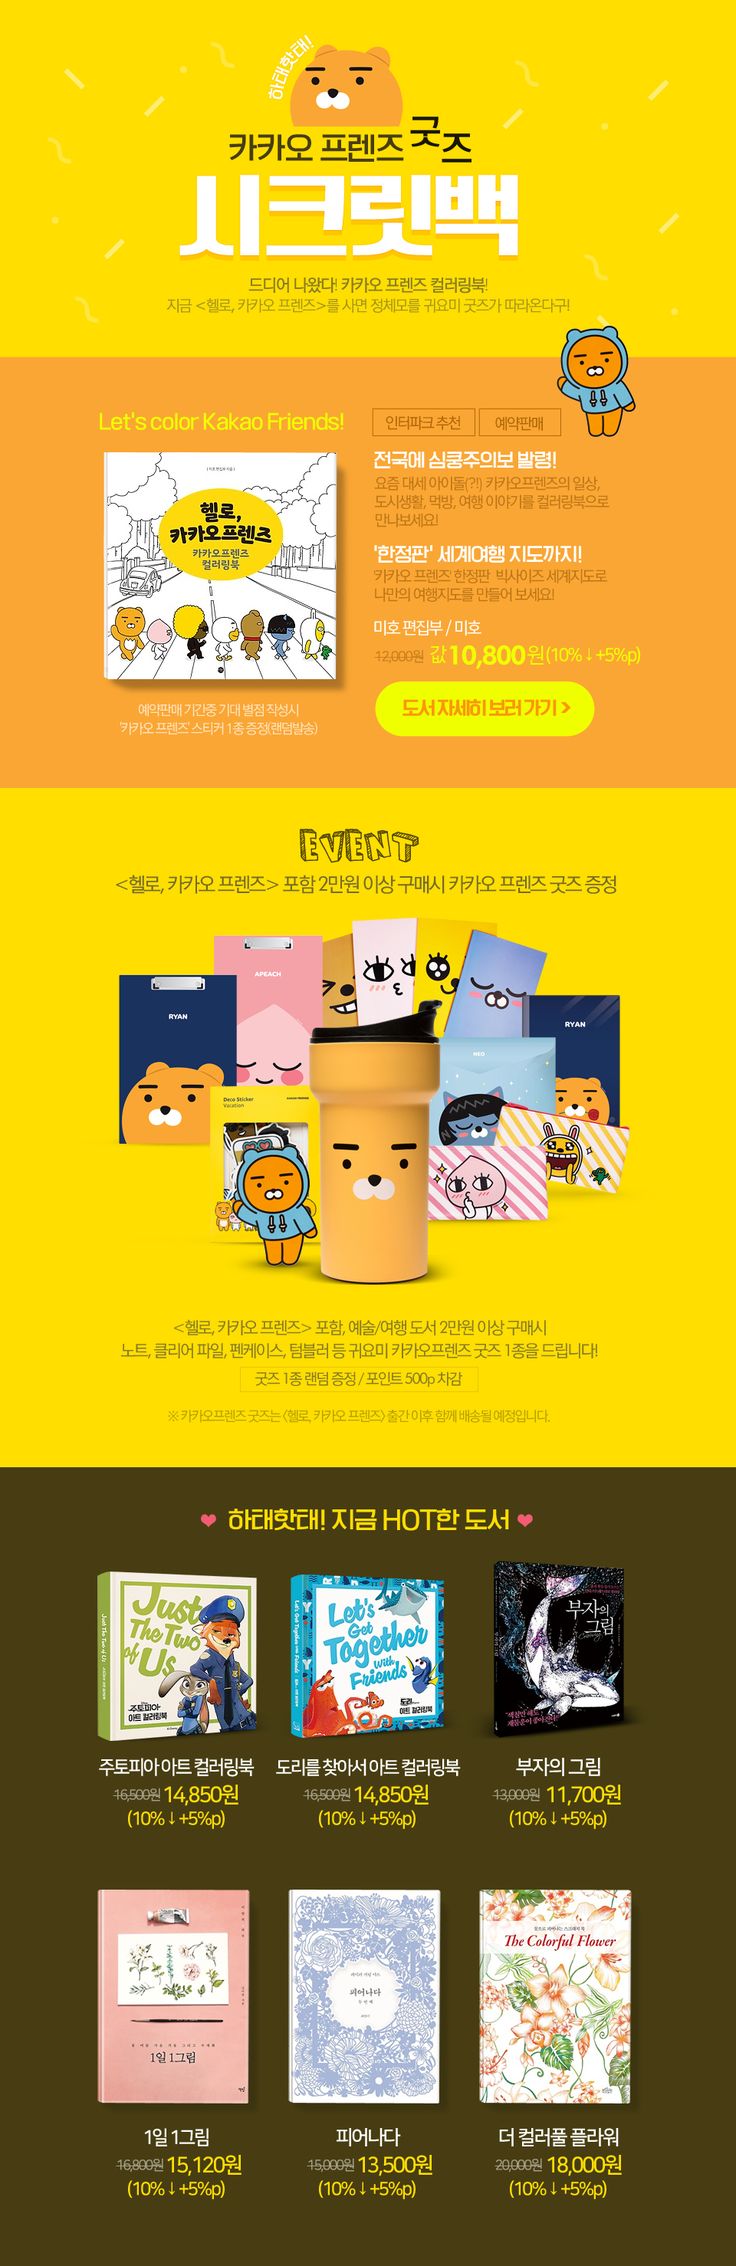 하태핫태!
카카오 프렌즈 굿즈
시크릿백
드디어 나왔다! 카카오 프렌즈 컬러링북!
지금 <헬로, 카카오 프렌즈>를 사면 정체모를 귀요미 굿즈가 따라온다구!
Let's color Kakao Friends!
헬로,
카카오프렌즈
카카오프렌즈
컬러링북
예약판매 기간중 기대 별점 작성시
'카카오 프렌즈' 스티커 1종 증정(랜덤발송)
인터파크 추천
예약판매
전국에 심쿵주의보 발령!
요즘 대세 아이돌(?!) 카카오프렌즈의 일상,
도시생활, 먹방, 여행 이야기를 컬러링북으로
만나보세요!
'한정판' 세계여행 지도까지!
'카카오 프렌즈' 한정판 빅사이즈 세계지도로
나만의 여행지도를 만들어 보세요!
미호 편집부 / 미호
12,000원 값 10,800원 (10%↓+5%p)
도서 자세히 보러 가기 >
EVENT
<헬로, 카카오 프렌즈> 포함 2만원 이상 구매시 카카오 프렌즈 굿즈 증정
RYAN
APEACH
NEO
RYAN
Deco Sticker
Vacation
KAKAO FRIENDS
<헬로, 카카오 프렌즈> 포함, 예술/여행 도서 2만원 이상 구매시
노트, 클리어 파일, 펜케이스, 텀블러 등 귀요미 카카오프렌즈 굿즈 1종을 드립니다!
굿즈 1종 랜덤 증정 / 포인트 500p 차감
※ 카카오프렌즈 굿즈는 <헬로, 카카오 프렌즈> 출간 이후 함께 배송될 예정입니다.
❤ 하태핫태! 지금 HOT한 도서 ❤
Just The Two of Us
Just
The Two
of Us
주토피아
아트 컬러링북
Let's
Get
Together
With
Friends
도리를 찾아서
아트 컬러링북
부자의
그림
"색칠만 해도
재물운이 좋아진다!"
주토피아 아트 컬러링북
16,500원 14,850원
(10%↓+5%p)
도리를 찾아서 아트 컬러링북
16,500원 14,850원
(10%↓+5%p)
부자의 그림
13,000원 11,700원
(10%↓+5%p)
1일 1그림
피어나다
두 번째
The Colorful Flower
1일 1그림
16,800원 15,120원
(10%↓+5%p)
피어나다
15,000원 13,500원
(10%↓+5%p)
더 컬러풀 플라워
20,000원 18,000원
(10%↓+5%p)